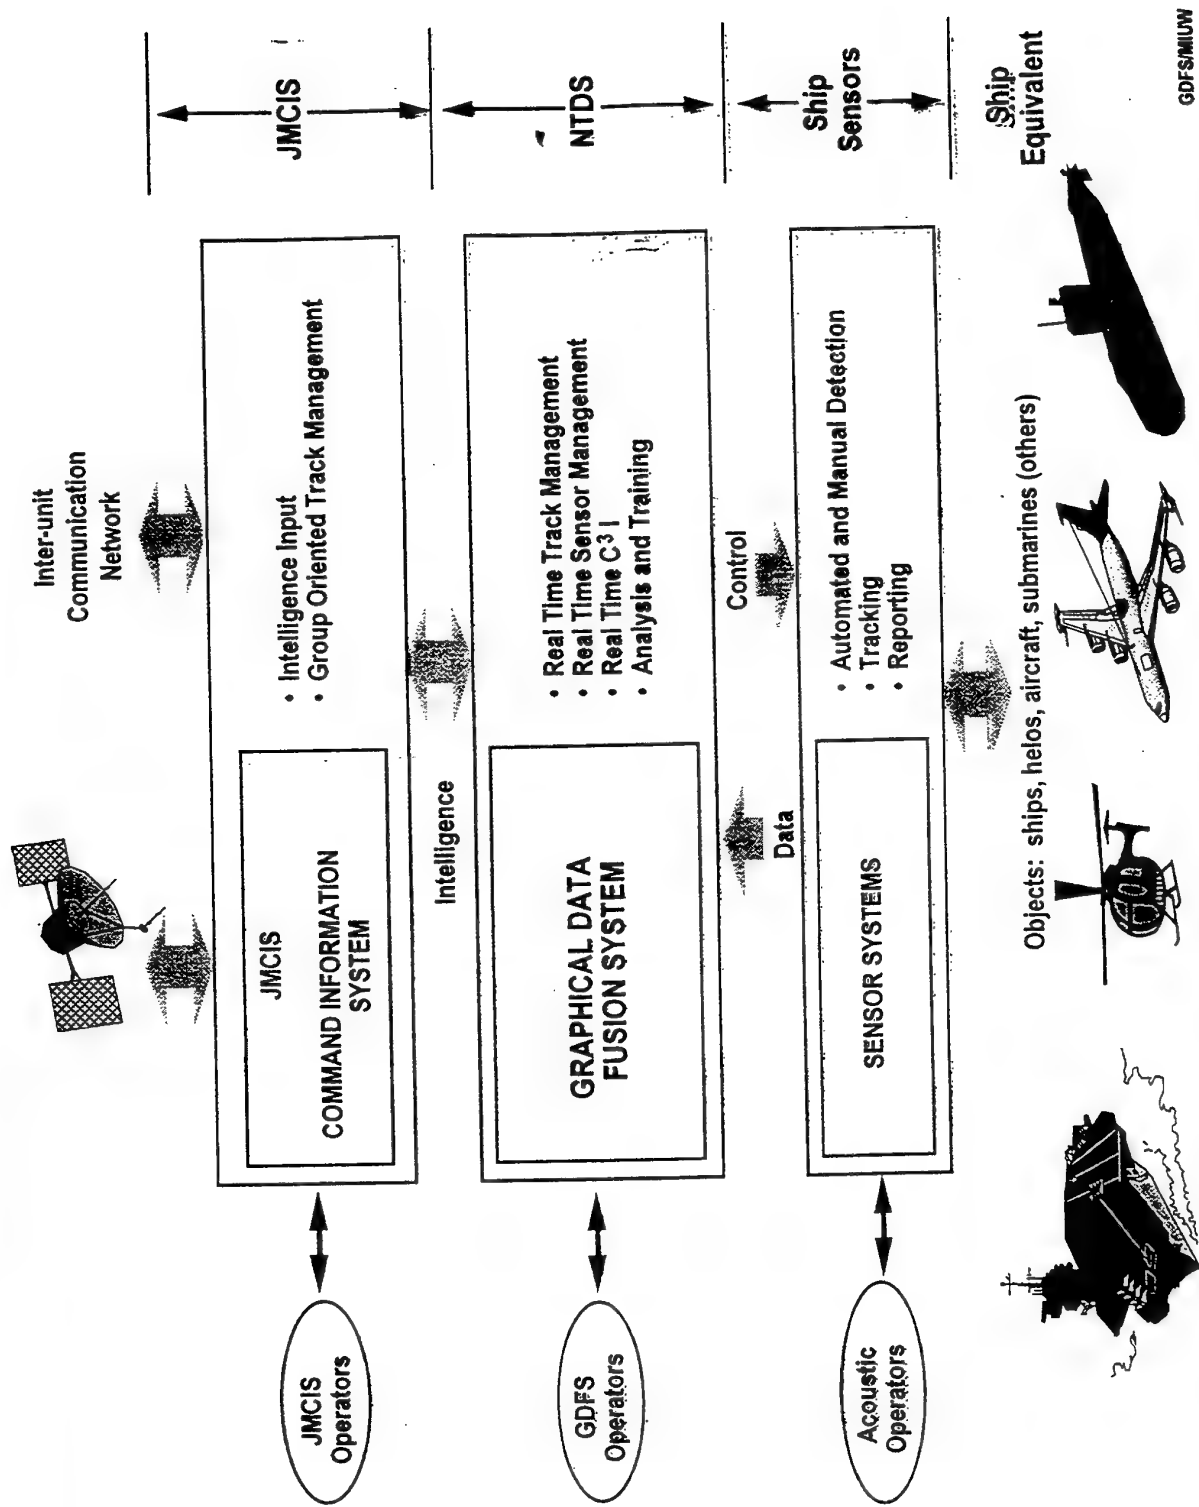 Inter-unit
Communication
Network
JMCIS
Operators
JMCIS
COMMAND INFORMATION
SYSTEM
• Intelligence Input
• Group Oriented Track Management
JMCIS
Intelligence
GDFS
Operators
GRAPHICAL DATA
FUSION SYSTEM
• Real Time Track Management
• Real Time Sensor Management
• Real Time C³ I
• Analysis and Training
NTDS
Data
Control
Acoustic
Operators
SENSOR SYSTEMS
• Automated and Manual Detection
• Tracking
• Reporting
Ship
Sensors
Objects: ships, helos, aircraft, submarines (others)
Ship
Equivalent
GDFS/MIUW